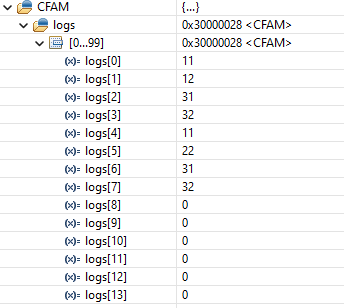 CFAM {...}
logs 0x30000028 <CFAM>
[0...99] 0x30000028 <CFAM>
(x)= logs[0] 11
(x)= logs[1] 12
(x)= logs[2] 31
(x)= logs[3] 32
(x)= logs[4] 11
(x)= logs[5] 22
(x)= logs[6] 31
(x)= logs[7] 32
(x)= logs[8] 0
(x)= logs[9] 0
(x)= logs[10] 0
(x)= logs[11] 0
(x)= logs[12] 0
(x)= logs[13] 0